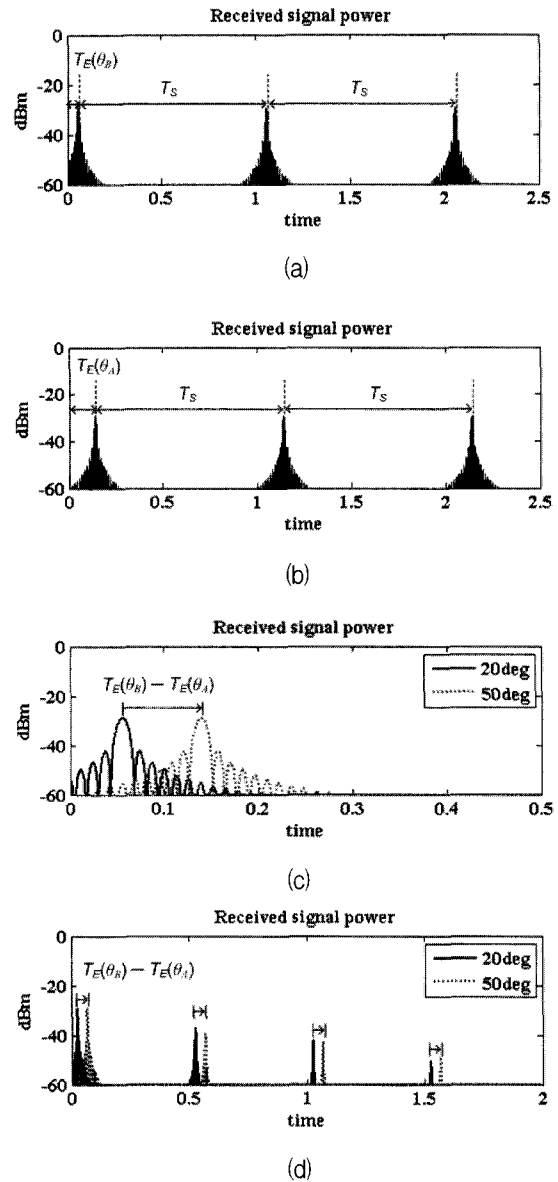 Received signal power
0
-20
-40
-60
dBm
T_E(θ_B)
T_S
T_S
0 0.5 1 1.5 2 2.5
time
(a)
Received signal power
0
-20
-40
-60
dBm
T_E(θ_A)
T_S
T_S
0 0.5 1 1.5 2 2.5
time
(b)
Received signal power
0
-20
-40
-60
dBm
T_E(θ_B) − T_E(θ_A)
20deg
50deg
0 0.1 0.2 0.3 0.4 0.5
time
(c)
Received signal power
0
-20
-40
-60
dBm
T_E(θ_B) − T_E(θ_A)
20deg
50deg
0 0.5 1 1.5 2
time
(d)